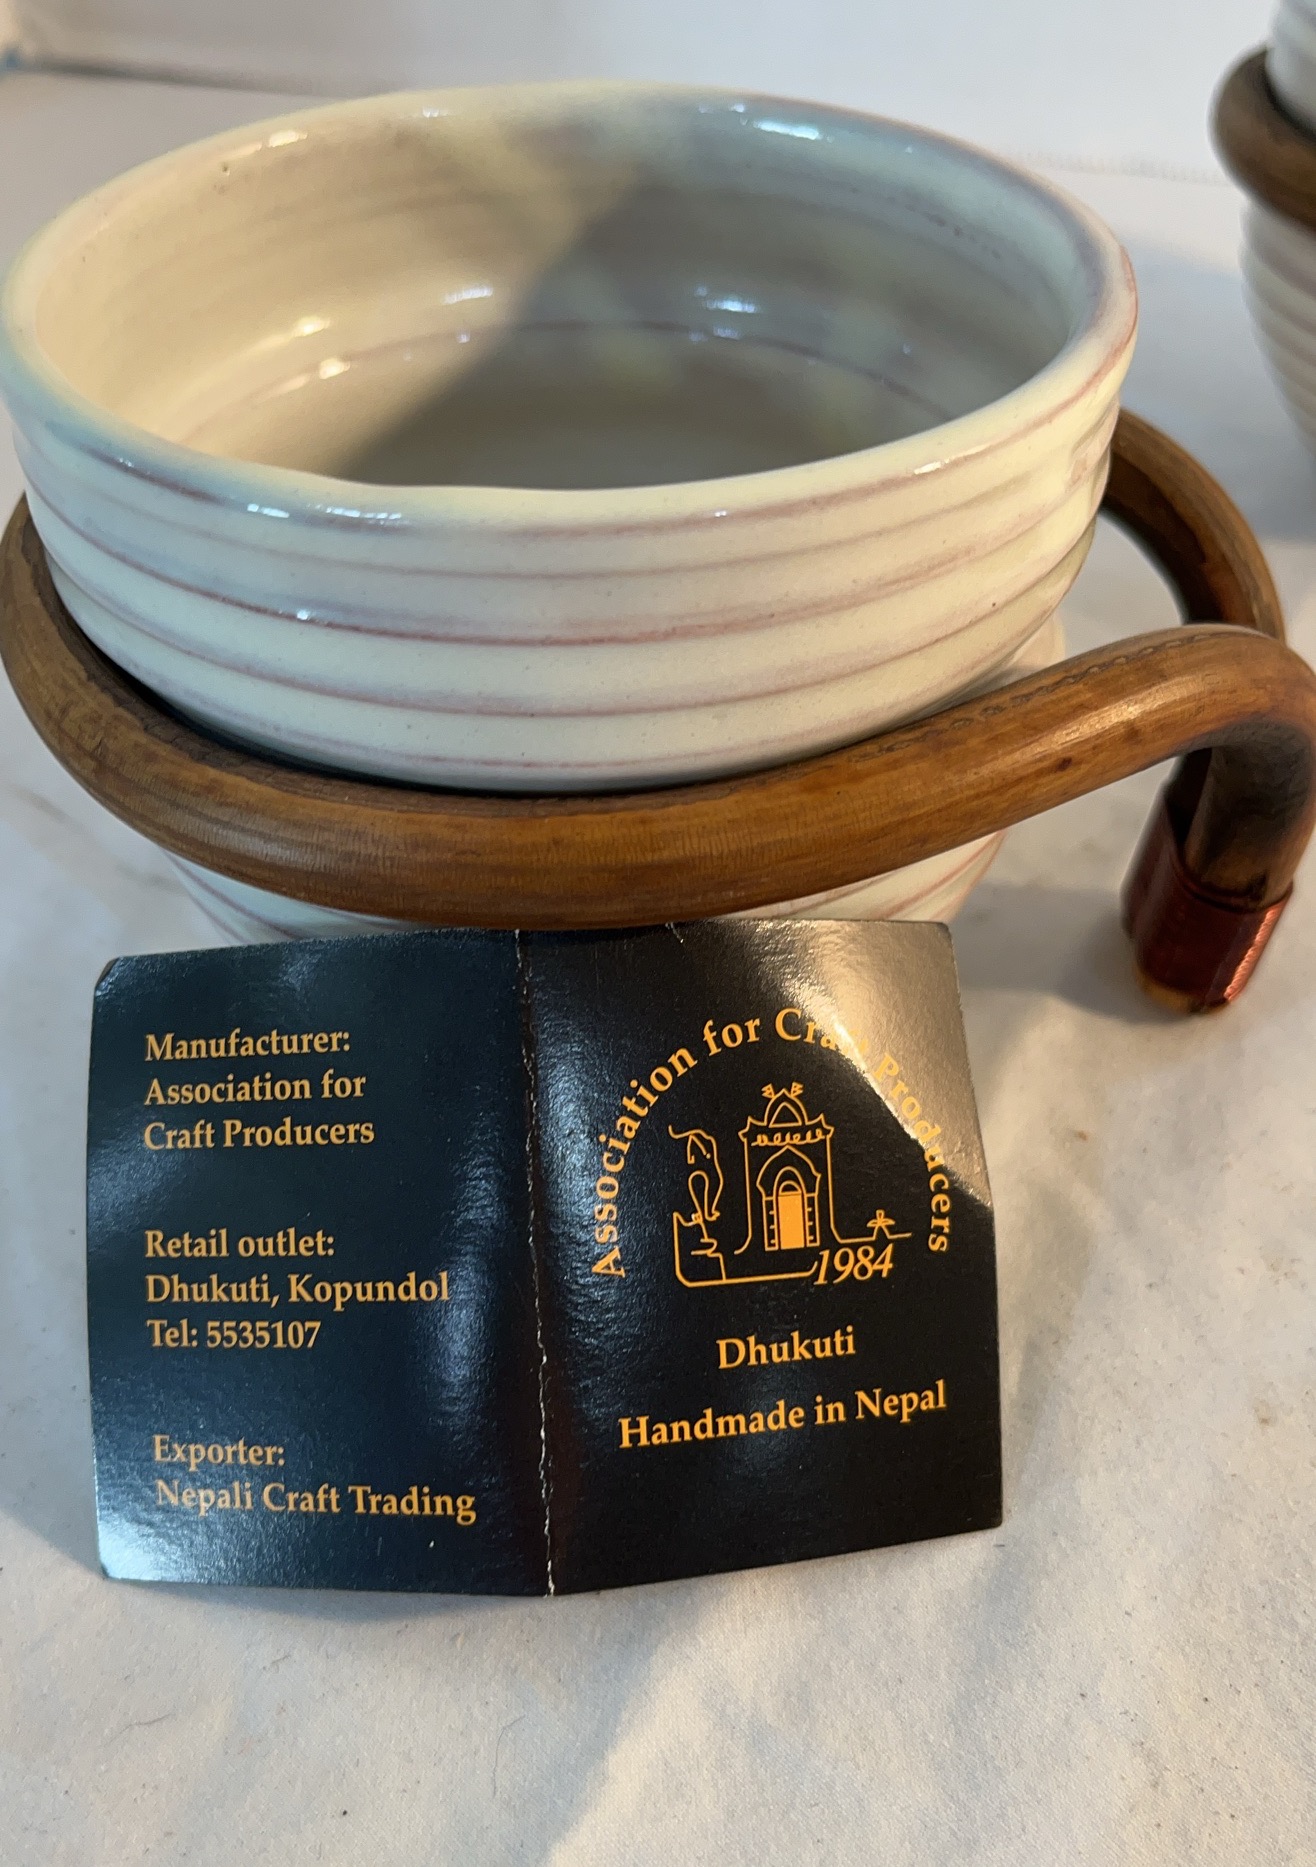 Manufacturer:
Association for
Craft Producers
Retail outlet:
Dhukuti, Kopundol
Tel: 5535107
Exporter:
Nepali Craft Trading
Association for Craft Producers
1984
Dhukuti
Handmade in Nepal